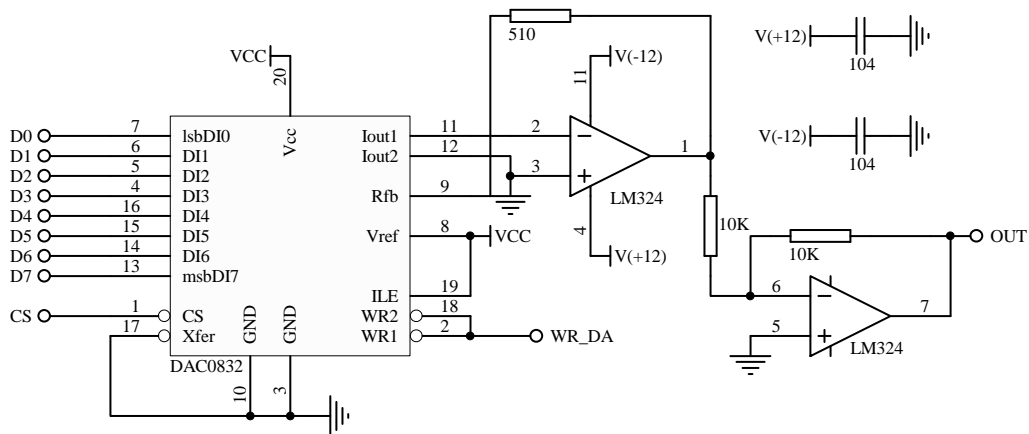 510
V(+12)
104
VCC
20
11
V(-12)
V(-12)
104
D0 7 lsbDI0 Vcc Iout1 11 2
D1 6 DI1 Iout2 12 3 1
D2 5 DI2
D3 4 DI3 Rfb 9 LM324
D4 16 DI4
D5 15 DI5 Vref 8 VCC 4 10K 10K OUT
D6 14 DI6 V(+12)
D7 13 msbDI7
ILE 19 6
CS 1 CS GND GND WR2 18 7
17 Xfer WR1 2 WR_DA 5
DAC0832 LM324
10 3